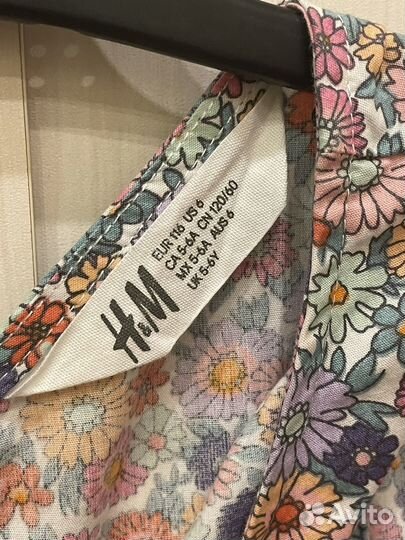 EUR 116 US 6
CA 5-6A CN 120/60
MX 5-6A AUS 6
UK 5-6Y
H&M
Avito